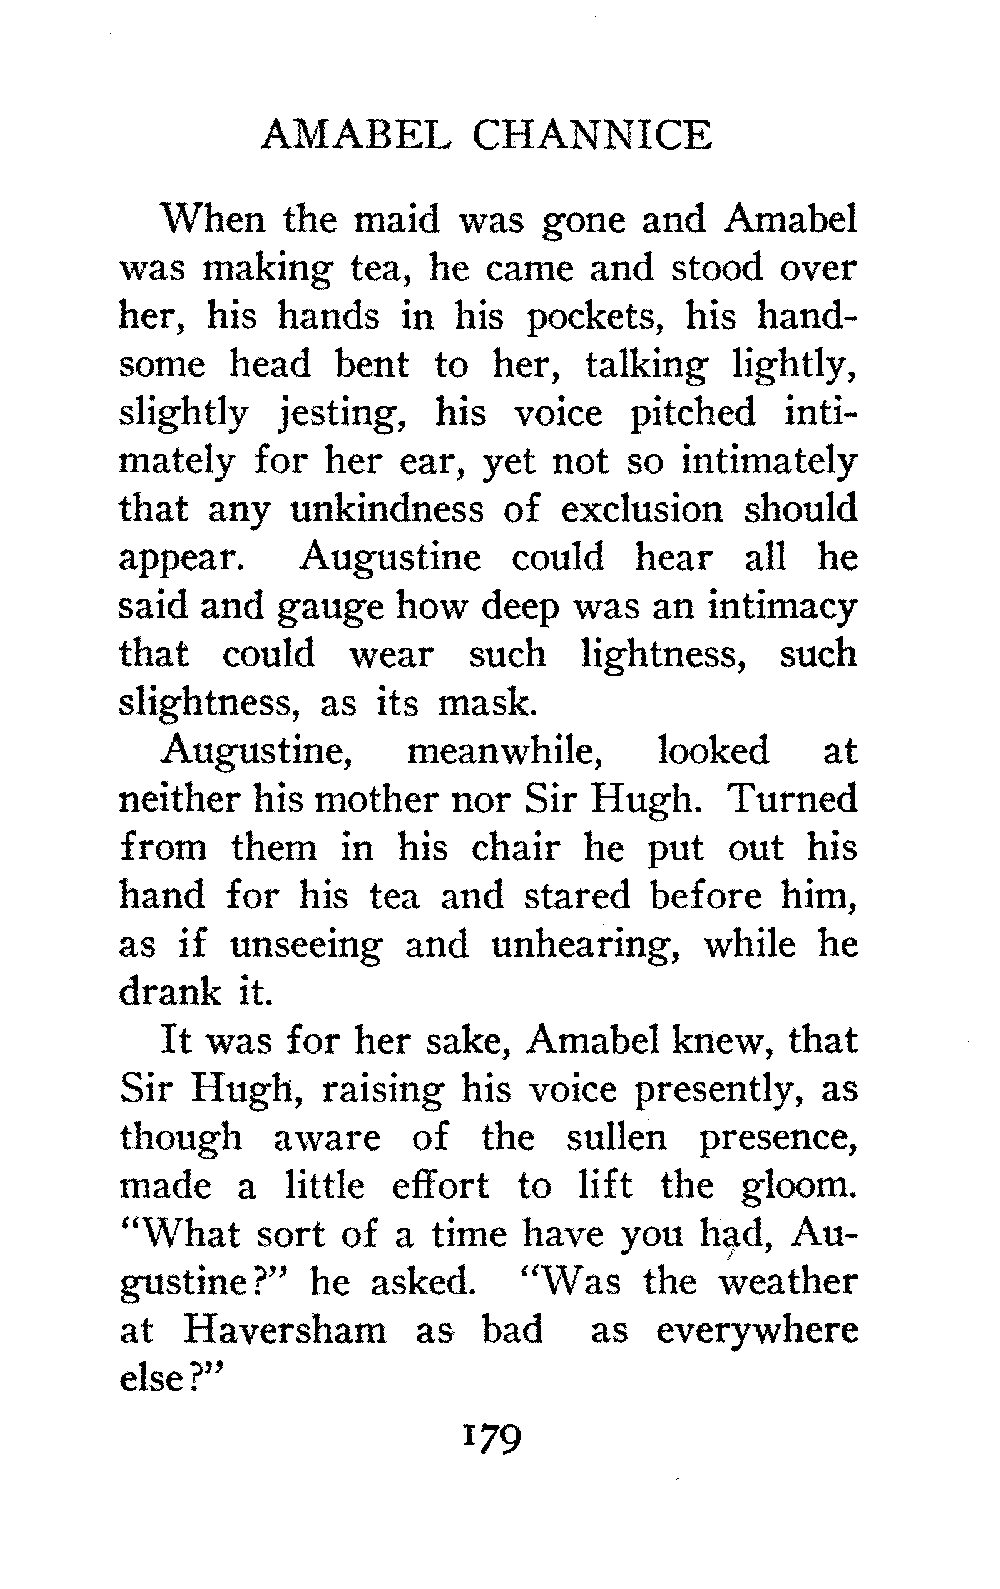 AMABEL CHANNICE
When the maid was gone and Amabel
was making tea, he came and stood over
her, his hands in his pockets, his hand-
some head bent to her, talking lightly,
slightly jesting, his voice pitched inti-
mately for her ear, yet not so intimately
that any unkindness of exclusion should
appear. Augustine could hear all he
said and gauge how deep was an intimacy
that could wear such lightness, such
slightness, as its mask.
Augustine, meanwhile, looked at
neither his mother nor Sir Hugh. Turned
from them in his chair he put out his
hand for his tea and stared before him,
as if unseeing and unhearing, while he
drank it.
It was for her sake, Amabel knew, that
Sir Hugh, raising his voice presently, as
though aware of the sullen presence,
made a little effort to lift the gloom.
“What sort of a time have you had, Au-
gustine?” he asked. “Was the weather
at Haversham as bad as everywhere
else?”
179